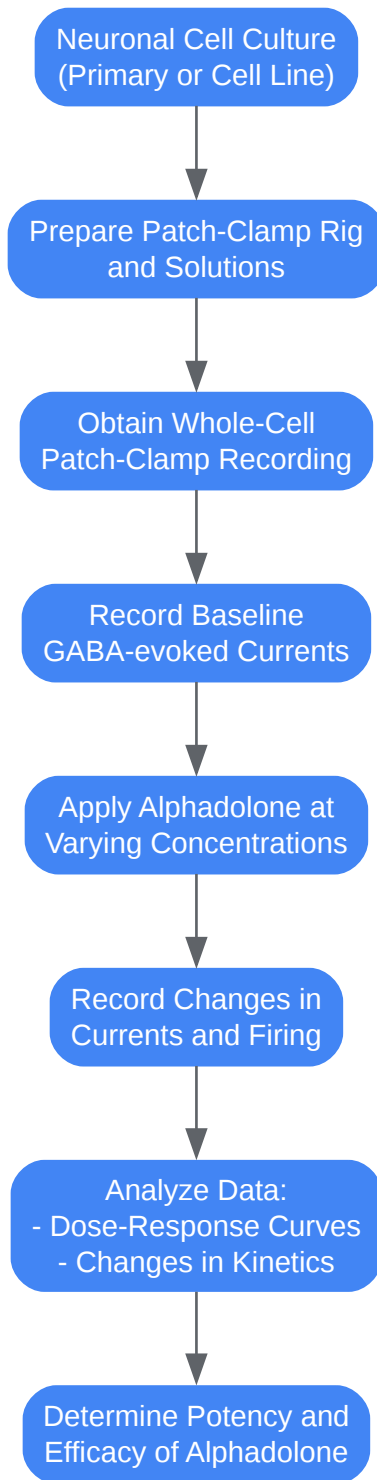 Neuronal Cell Culture
(Primary or Cell Line)
Prepare Patch-Clamp Rig
and Solutions
Obtain Whole-Cell
Patch-Clamp Recording
Record Baseline
GABA-evoked Currents
Apply Alphadolone at
Varying Concentrations
Record Changes in
Currents and Firing
Analyze Data:
- Dose-Response Curves
- Changes in Kinetics
Determine Potency and
Efficacy of Alphadolone